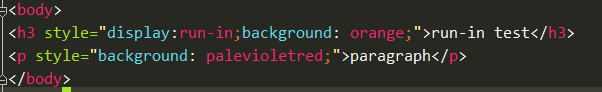 <body>
<h3 style="display:run-in;background: orange;">run-in test</h3>
<p style="background: palevioletred;">paragraph</p>
</body>